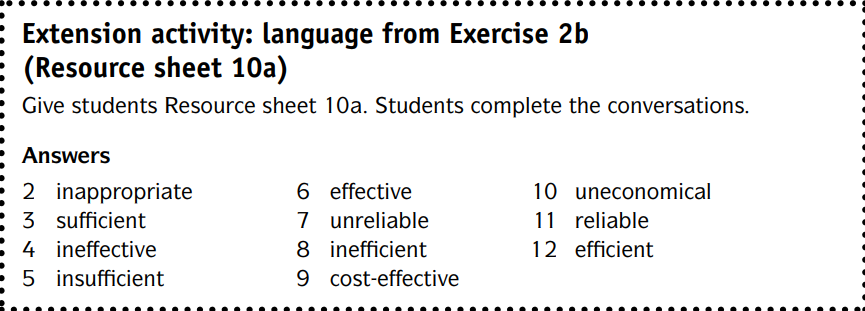 Extension activity: language from Exercise 2b
(Resource sheet 10a)
Give students Resource sheet 10a. Students complete the conversations.
Answers
2 inappropriate
3 sufficient
4 ineffective
5 insufficient
6 effective
7 unreliable
8 inefficient
9 cost-effective
10 uneconomical
11 reliable
12 efficient